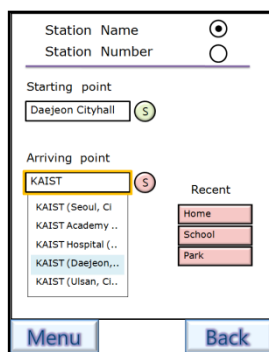 Station Name
Station Number
Starting point
Daejeon Cityhall S
Arriving point
KAIST S
KAIST (Seoul, Ci
KAIST Academy ..
KAIST Hospital (..
KAIST (Daejeon,..
KAIST (Ulsan, Ci..
Recent
Home
School
Park
Menu Back